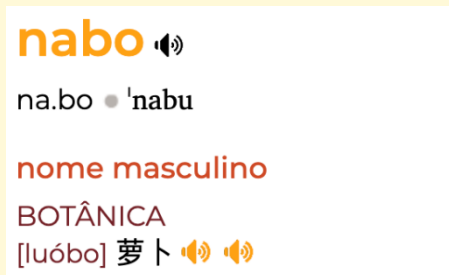 nabo
na.bo ● ˈnabu
nome masculino
BOTÂNICA
[luóbo] 萝卜